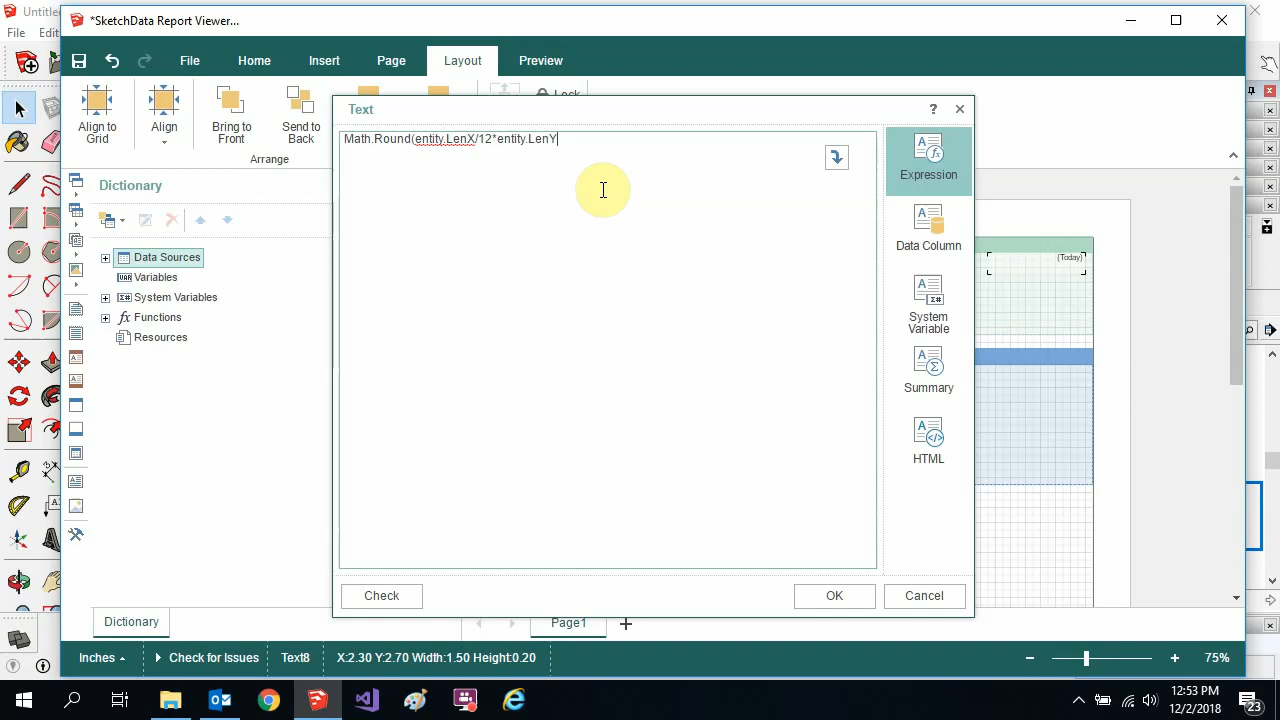 Untitle
*SketchData Report Viewer...
File
Edi
File
Home
Insert
Page
Layout
Preview
Align to
Grid
Align
Bring to
Front
Send to
Back
Lock
Arrange
Text
?
Math.Round(entity.LenX/12*entity.LenY
Expression
Data Column
System
Variable
Summary
HTML
Dictionary
Data Sources
Variables
System Variables
Functions
Resources
(Today)
Check
OK
Cancel
Dictionary
Page1
Inches
Check for Issues
Text8
X:2.30 Y:2.70 Width:1.50 Height:0.20
75%
12:53 PM
12/2/2018
23